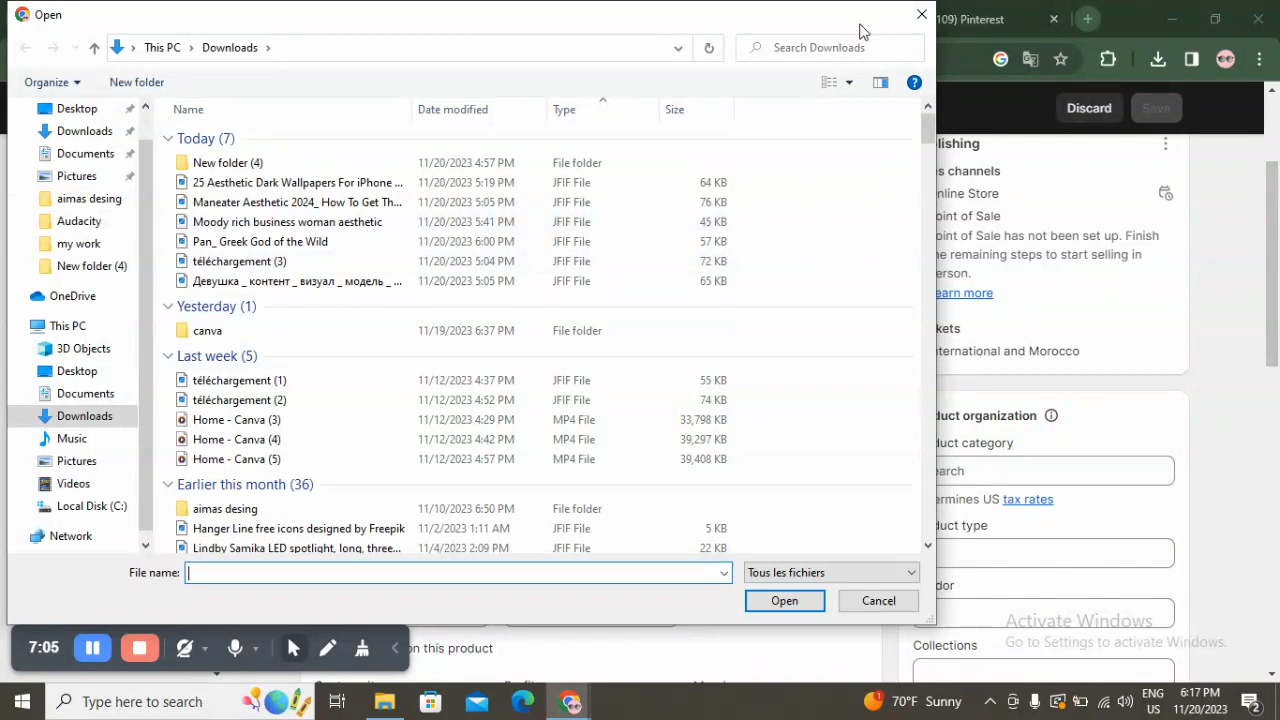 Open
109) Pinterest
This PC
Downloads
Search Downloads
Organize
New folder
Discard
Save
Desktop
Downloads
Documents
Pictures
aimas desing
Audacity
my work
New folder (4)
OneDrive
This PC
3D Objects
Desktop
Documents
Downloads
Music
Pictures
Videos
Local Disk (C:)
Network
Name Date modified Type Size
Today (7)
New folder (4) 11/20/2023 4:57 PM File folder
25 Aesthetic Dark Wallpapers For iPhone ... 11/20/2023 5:19 PM JFIF File 64 KB
Maneater Aesthetic 2024_ How To Get Th... 11/20/2023 5:05 PM JFIF File 76 KB
Moody rich business woman aesthetic 11/20/2023 5:41 PM JFIF File 45 KB
Pan_ Greek God of the Wild 11/20/2023 6:00 PM JFIF File 57 KB
téléchargement (3) 11/20/2023 5:04 PM JFIF File 72 KB
Девушка _ контент _ визуал _ модель _ ... 11/20/2023 5:05 PM JFIF File 65 KB
Yesterday (1)
canva 11/19/2023 6:37 PM File folder
Last week (5)
téléchargement (1) 11/12/2023 4:37 PM JFIF File 55 KB
téléchargement (2) 11/12/2023 4:52 PM JFIF File 74 KB
Home - Canva (3) 11/12/2023 4:29 PM MP4 File 33,798 KB
Home - Canva (4) 11/12/2023 4:42 PM MP4 File 39,297 KB
Home - Canva (5) 11/12/2023 4:57 PM MP4 File 39,408 KB
Earlier this month (36)
aimas desing 11/10/2023 6:50 PM File folder
Hanger Line free icons designed by Freepik 11/2/2023 1:11 AM JFIF File 5 KB
Lindby Samika LED spotlight, long, three... 11/4/2023 2:09 PM JFIF File 22 KB
File name:
Tous les fichiers
Open
Cancel
lishing
es channels
nline Store
oint of Sale
oint of Sale has not been set up. Finish
he remaining steps to start selling in
erson.
earn more
kets
nternational and Morocco
duct organization
duct category
earch
ermines US tax rates
duct type
dor
Collections
Activate Windows
Go to Settings to activate Windows.
7:05
on this product
Type here to search
70°F Sunny
ENG
US
6:17 PM
11/20/2023
2